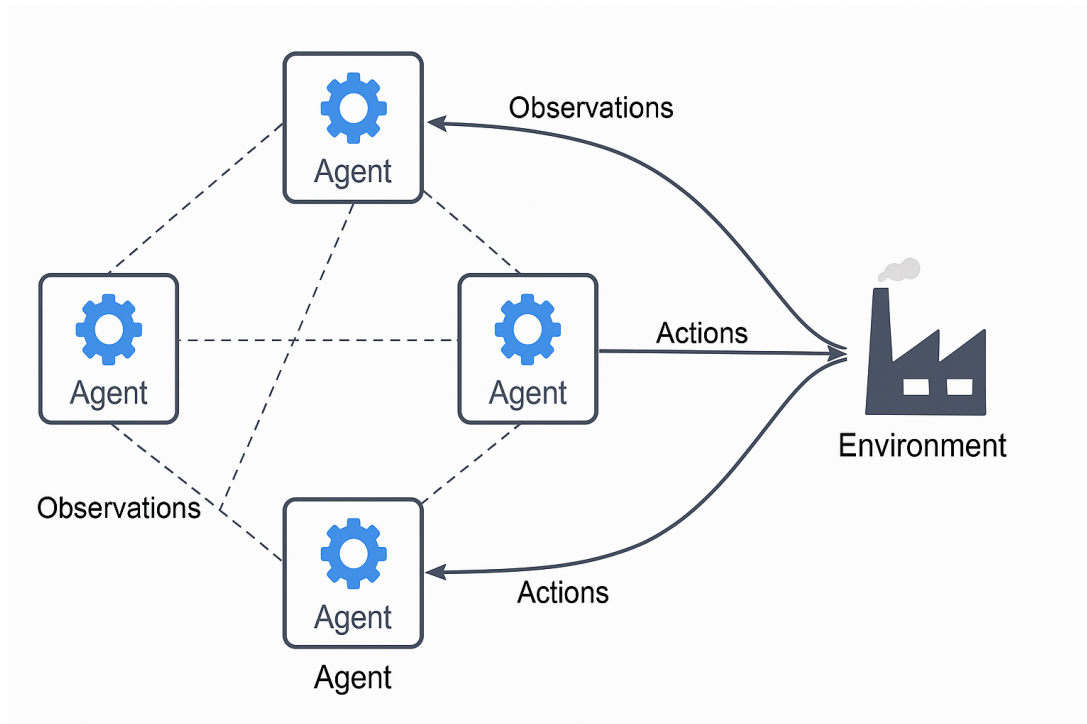 Observations
Agent
Agent
Agent
Actions
Environment
Observations
Agent
Actions
Agent